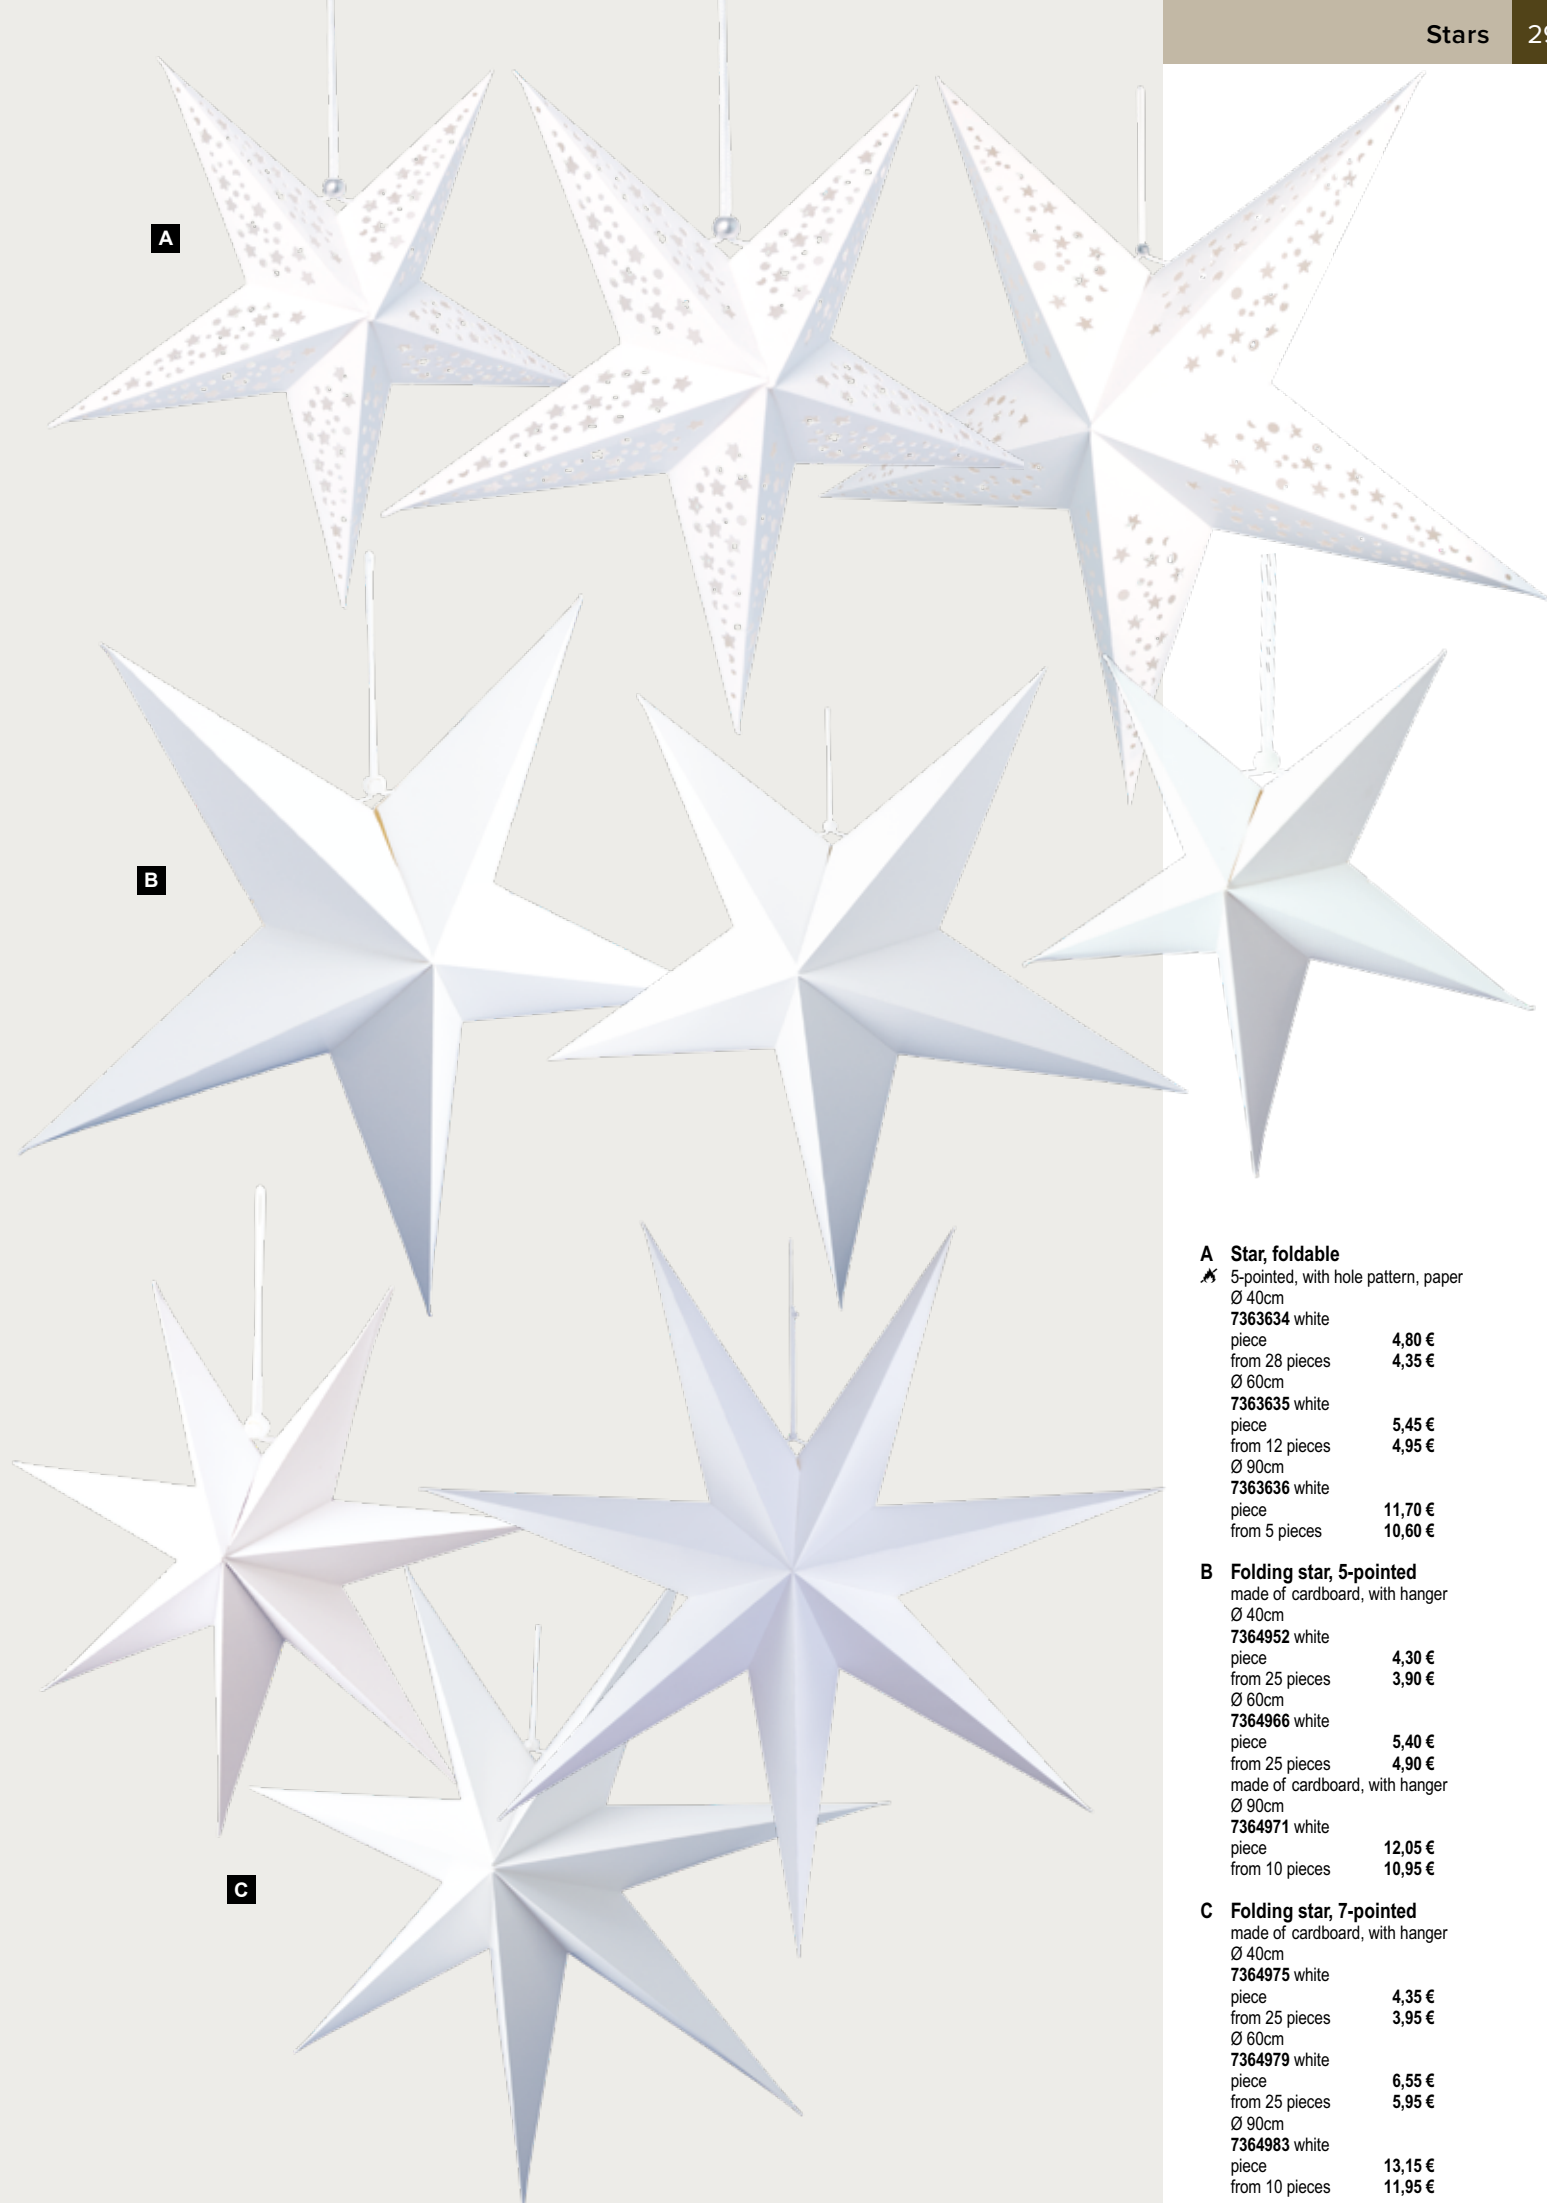 Stars
A
B
C
A Star, foldable
5-pointed, with hole pattern, paper
Ø 40cm
7363634 white
piece 4,80 €
from 28 pieces 4,35 €
Ø 60cm
7363635 white
piece 5,45 €
from 12 pieces 4,95 €
Ø 90cm
7363636 white
piece 11,70 €
from 5 pieces 10,60 €
B Folding star, 5-pointed
made of cardboard, with hanger
Ø 40cm
7364952 white
piece 4,30 €
from 25 pieces 3,90 €
Ø 60cm
7364966 white
piece 5,40 €
from 25 pieces 4,90 €
made of cardboard, with hanger
Ø 90cm
7364971 white
piece 12,05 €
from 10 pieces 10,95 €
C Folding star, 7-pointed
made of cardboard, with hanger
Ø 40cm
7364975 white
piece 4,35 €
from 25 pieces 3,95 €
Ø 60cm
7364979 white
piece 6,55 €
from 25 pieces 5,95 €
Ø 90cm
7364983 white
piece 13,15 €
from 10 pieces 11,95 €